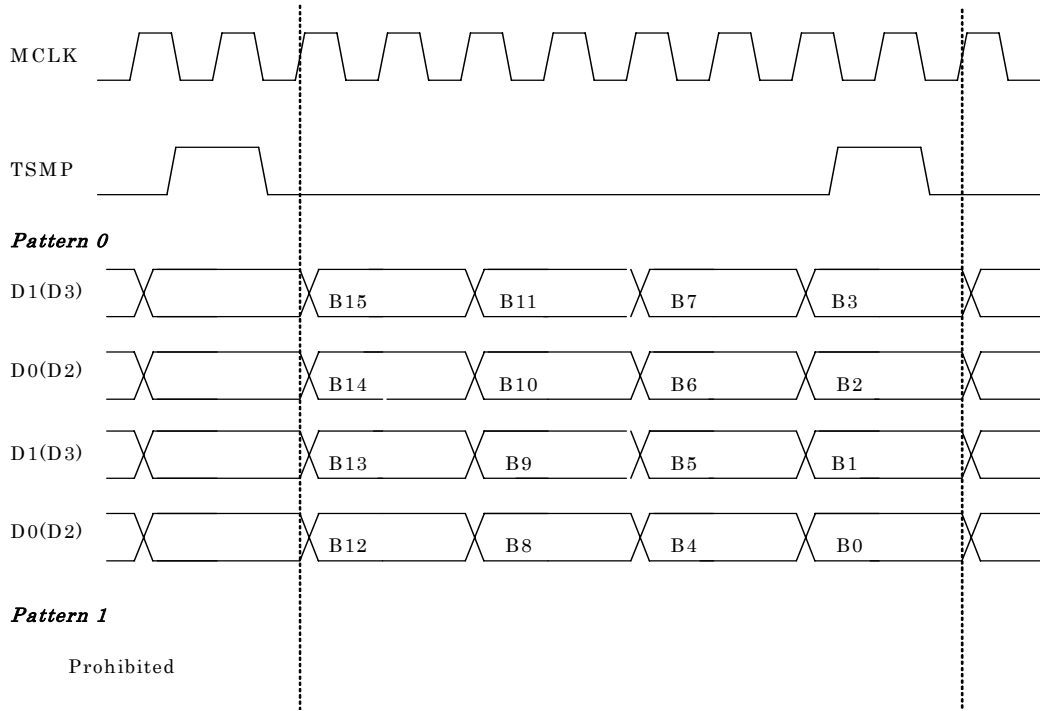 MCLK
TSMP
Pattern 0
D1(D3) B15 B11 B7 B3
D0(D2) B14 B10 B6 B2
D1(D3) B13 B9 B5 B1
D0(D2) B12 B8 B4 B0
Pattern 1
Prohibited